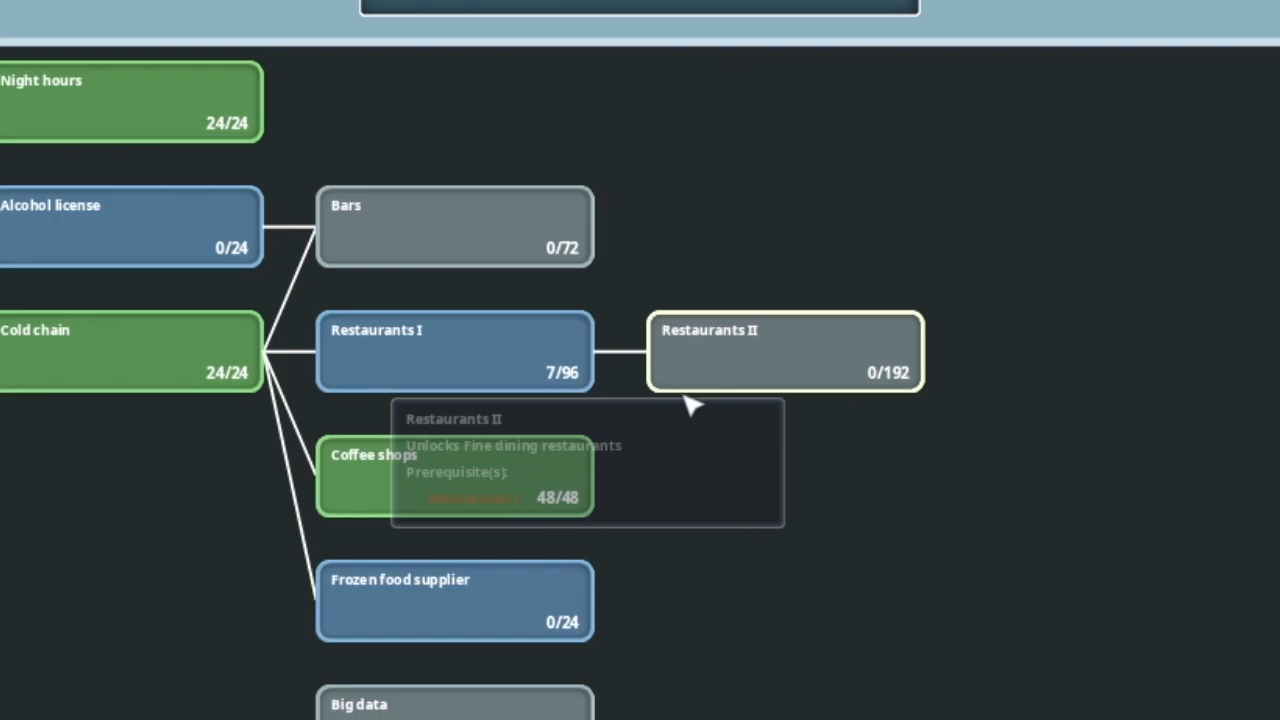 Night hours
24/24
Alcohol license
0/24
Bars
0/72
Cold chain
24/24
Restaurants I
7/96
Restaurants II
0/192
Restaurants II
Unlocks Fine dining restaurants
Prerequisite(s):
Coffee shops
48/48
Frozen food supplier
0/24
Big data